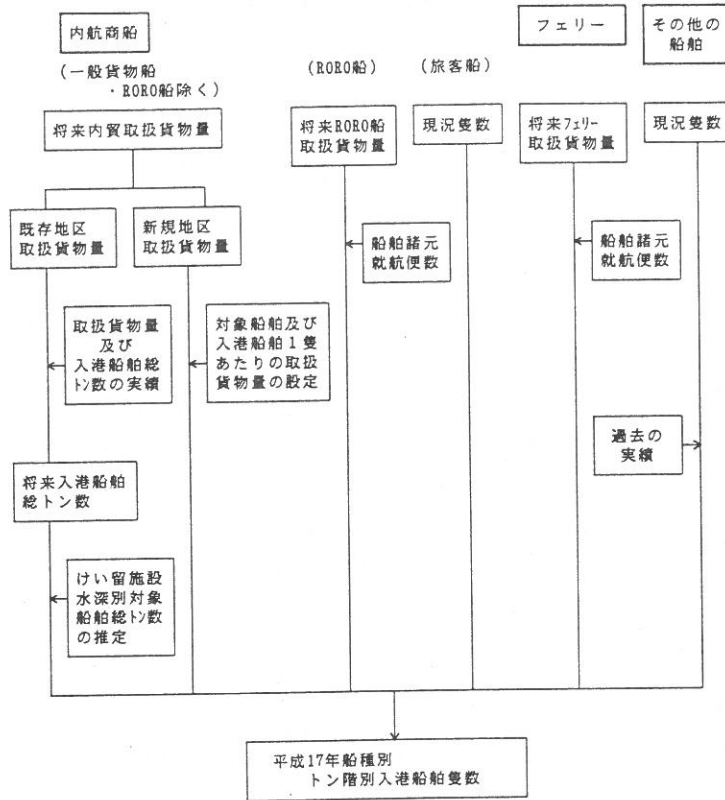 内航商船
フェリー
その他の
船舶
(一般貨物船
・RORO船除く)
(RORO船)
(旅客船)
将来内貿取扱貨物量
将来RORO船
取扱貨物量
現況隻数
将来フェリー
取扱貨物量
現況隻数
既存地区
取扱貨物量
新規地区
取扱貨物量
船舶諸元
就航便数
船舶諸元
就航便数
取扱貨物量
及び
入港船舶総
トン数の実績
対象船舶及び
入港船舶1隻
あたりの取扱
貨物量の設定
過去の
実績
将来入港船舶
総トン数
けい留施設
水深別対象
船舶総トン数
の推定
平成17年船種別
トン階別入港船舶隻数